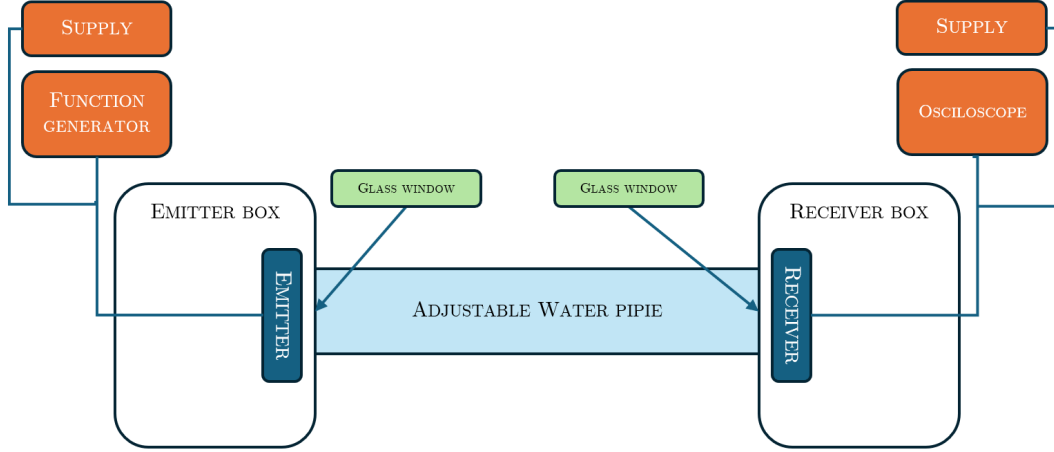 Supply
Supply
Function
generator
Osciloscope
Glass window
Glass window
Emitter box
Receiver box
Emitter
Adjustable Water pipie
Receiver